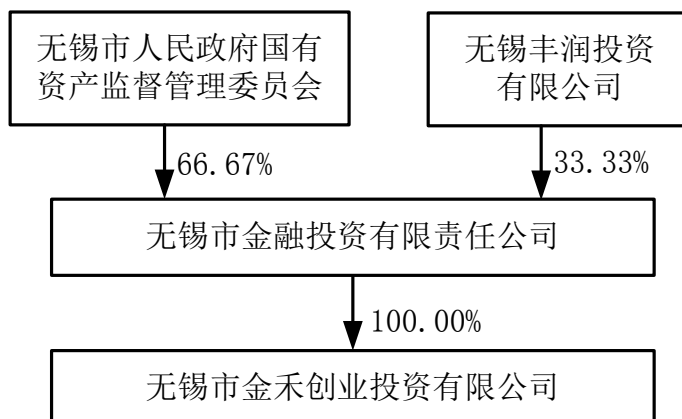 无锡市人民政府国有
资产监督管理委员会
无锡丰润投资
有限公司
66.67%
33.33%
无锡市金融投资有限责任公司
100.00%
无锡市金禾创业投资有限公司